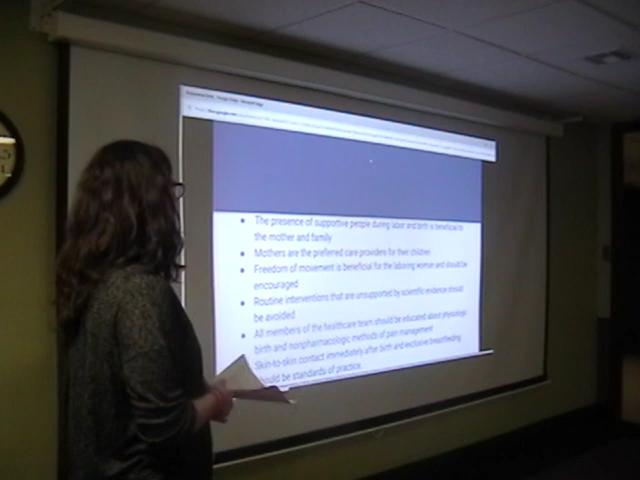 The presence of supportive people during labor and birth is beneficial to
the mother and family
Mothers are the preferred care providers for their children
Freedom of movement is beneficial for the laboring woman and should be
encouraged
Routine interventions that are unsupported by scientific evidence should
be avoided
All members of the healthcare team should be educated about physiologic
birth and nonpharmacologic methods of pain management
Skin-to-skin contact immediately after birth and exclusive breastfeeding
should be standards of practice.